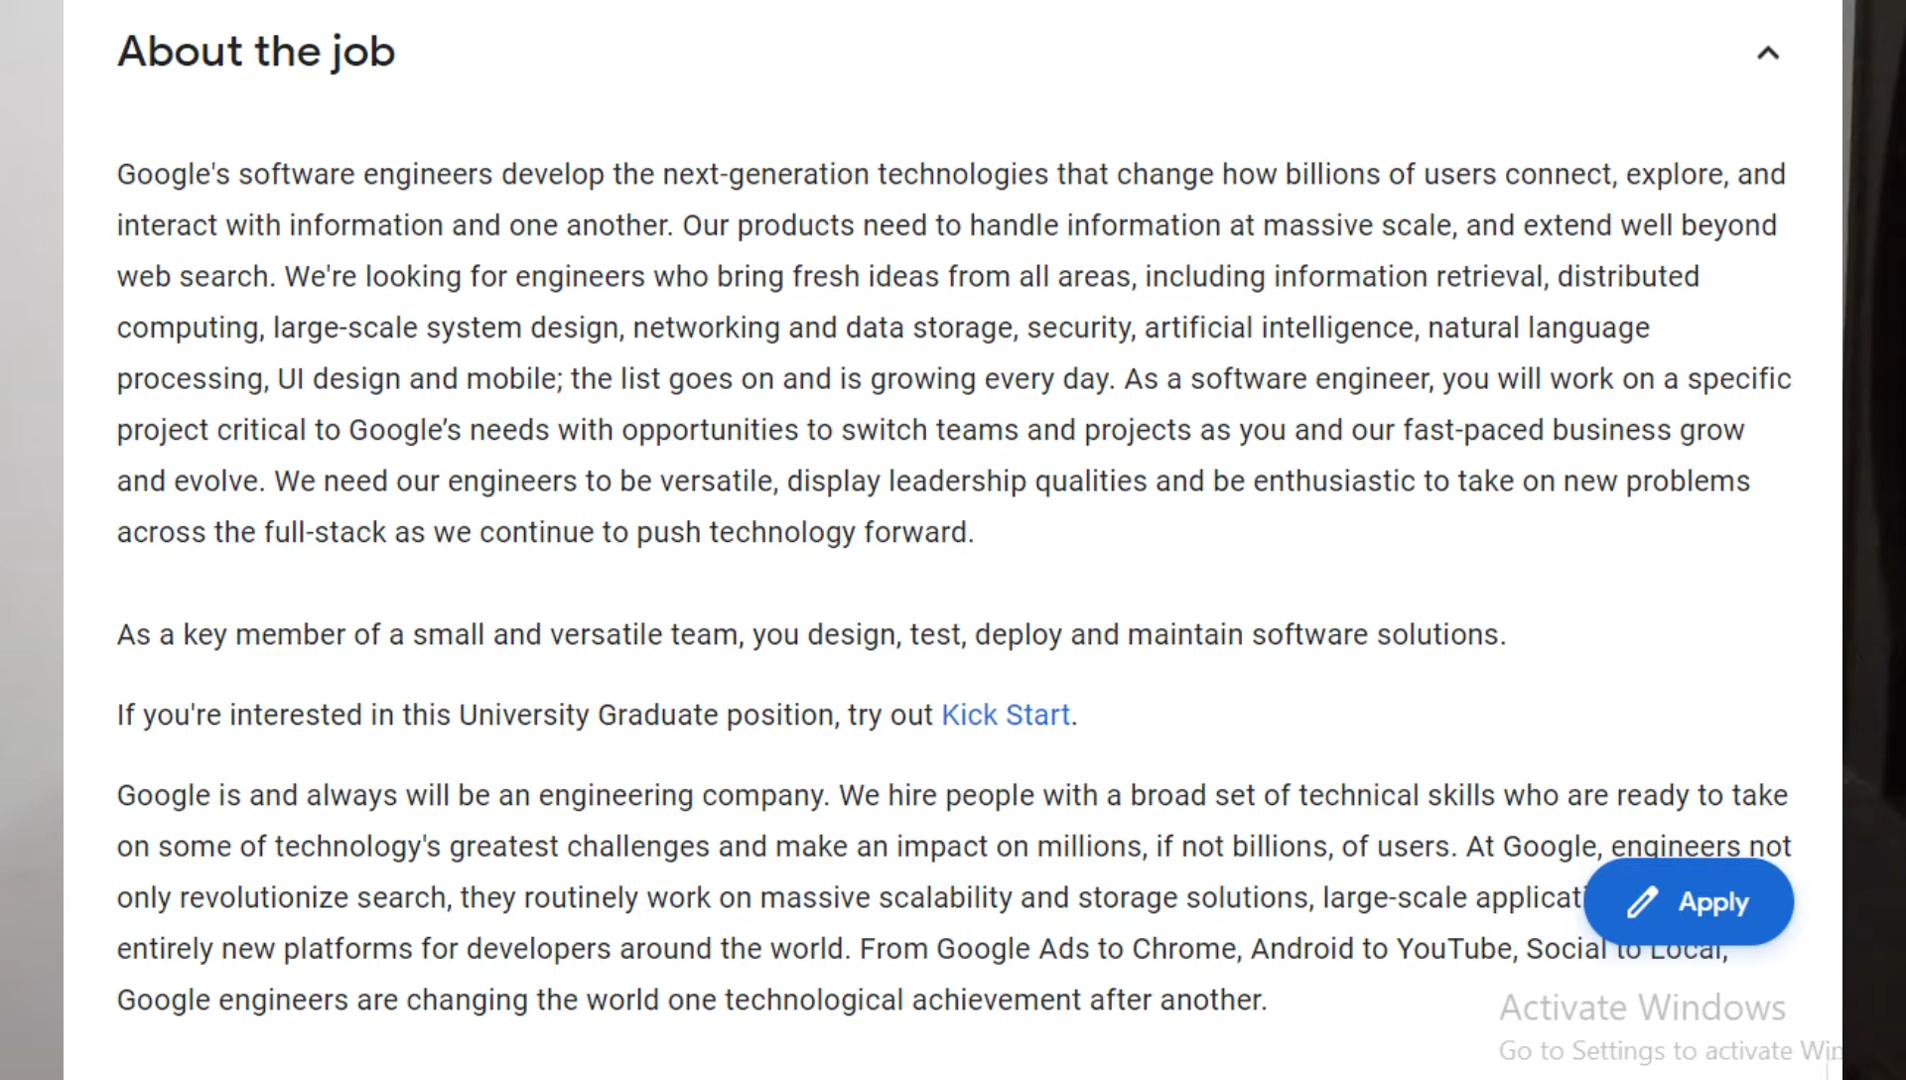 About the job
Google's software engineers develop the next-generation technologies that change how billions of users connect, explore, and
interact with information and one another. Our products need to handle information at massive scale, and extend well beyond
web search. We're looking for engineers who bring fresh ideas from all areas, including information retrieval, distributed
computing, large-scale system design, networking and data storage, security, artificial intelligence, natural language
processing, UI design and mobile; the list goes on and is growing every day. As a software engineer, you will work on a specific
project critical to Google’s needs with opportunities to switch teams and projects as you and our fast-paced business grow
and evolve. We need our engineers to be versatile, display leadership qualities and be enthusiastic to take on new problems
across the full-stack as we continue to push technology forward.
As a key member of a small and versatile team, you design, test, deploy and maintain software solutions.
If you're interested in this University Graduate position, try out Kick Start.
Google is and always will be an engineering company. We hire people with a broad set of technical skills who are ready to take
on some of technology's greatest challenges and make an impact on millions, if not billions, of users. At Google, engineers not
only revolutionize search, they routinely work on massive scalability and storage solutions, large-scale
Apply
entirely new platforms for developers around the world. From Google Ads to Chrome, Android to YouTube, Social to Local,
Google engineers are changing the world one technological achievement after another.
Activate Windows
Go to Settings to activate